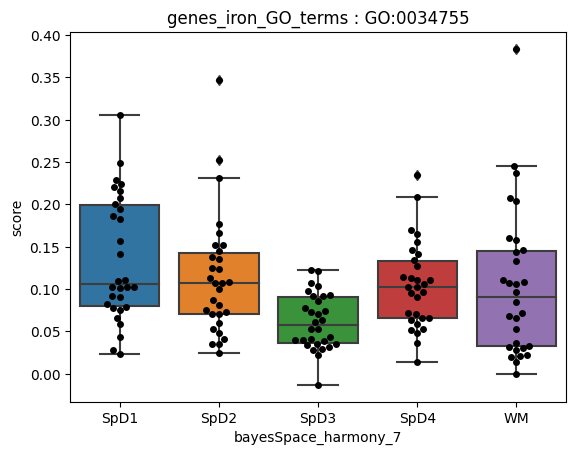 genes_iron_GO_terms : GO:0034755
0.40
0.35
0.30
0.25
0.20
0.15
0.10
0.05
0.00
score
SpD1 SpD2 SpD3 SpD4 WM
bayesSpace_harmony_7